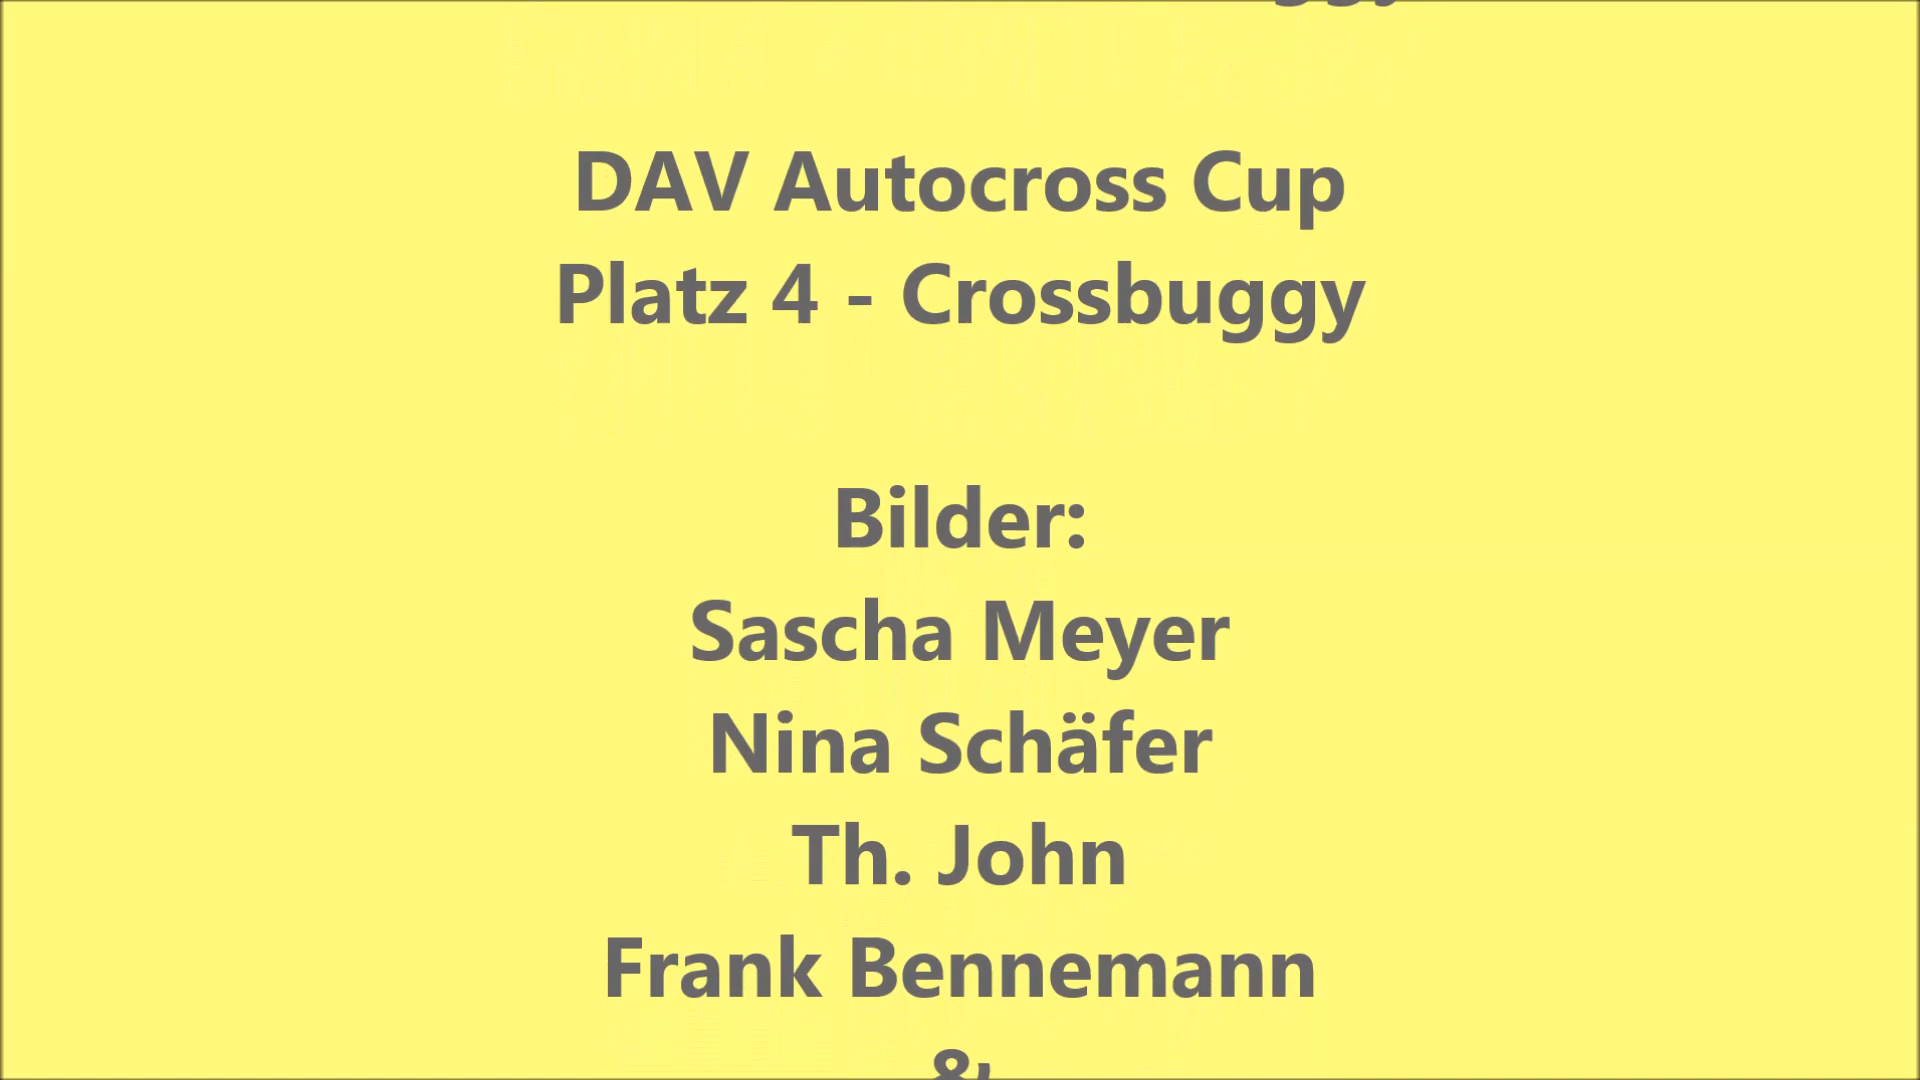 DAV Autocross Cup
Platz 4 - Crossbuggy
Bilder:
Sascha Meyer
Nina Schäfer
Th. John
Frank Bennemann
&